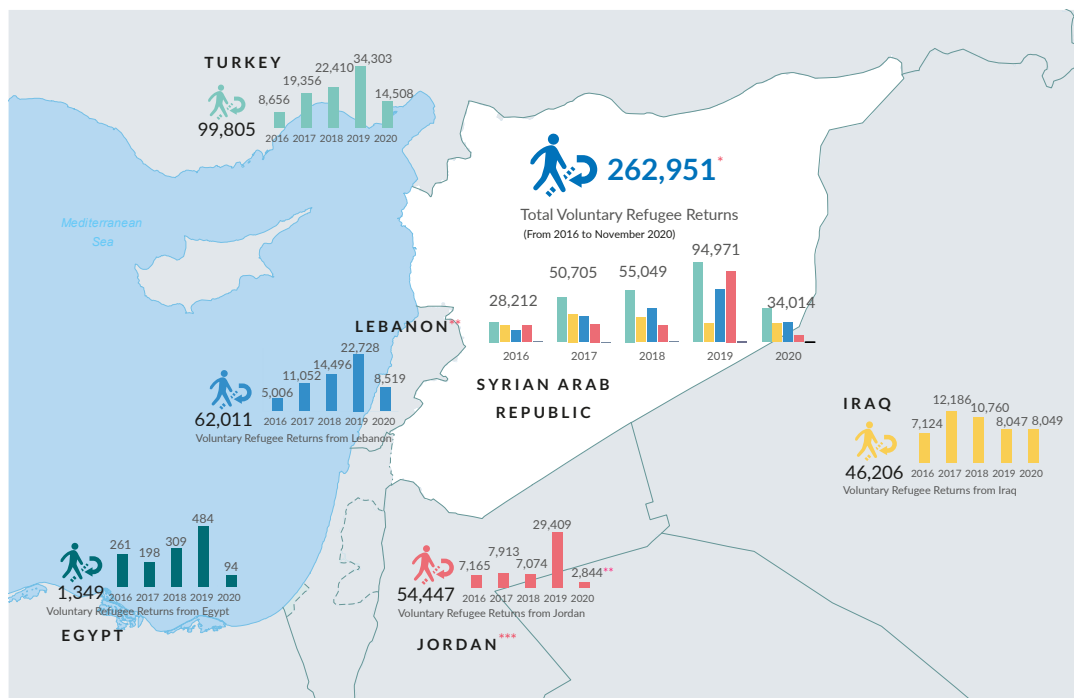 TURKEY
99,805
8,656 19,356 22,410 34,303 14,508
2016 2017 2018 2019 2020
Mediterranean
Sea
262,951*
Total Voluntary Refugee Returns
(From 2016 to November 2020)
28,212 50,705 55,049 94,971 34,014
2016 2017 2018 2019 2020
SYRIAN ARAB
REPUBLIC
LEBANON**
62,011
5,006 11,052 14,496 22,728 8,519
2016 2017 2018 2019 2020
Voluntary Refugee Returns from Lebanon
IRAQ
46,206
7,124 12,186 10,760 8,047 8,049
2016 2017 2018 2019 2020
Voluntary Refugee Returns from Iraq
261 198 309 484 94
1,349
2016 2017 2018 2019 2020
Voluntary Refugee Returns from Egypt
EGYPT
7,165 7,913 7,074 29,409 2,844**
54,447
2016 2017 2018 2019 2020
Voluntary Refugee Returns from Jordan
JORDAN***